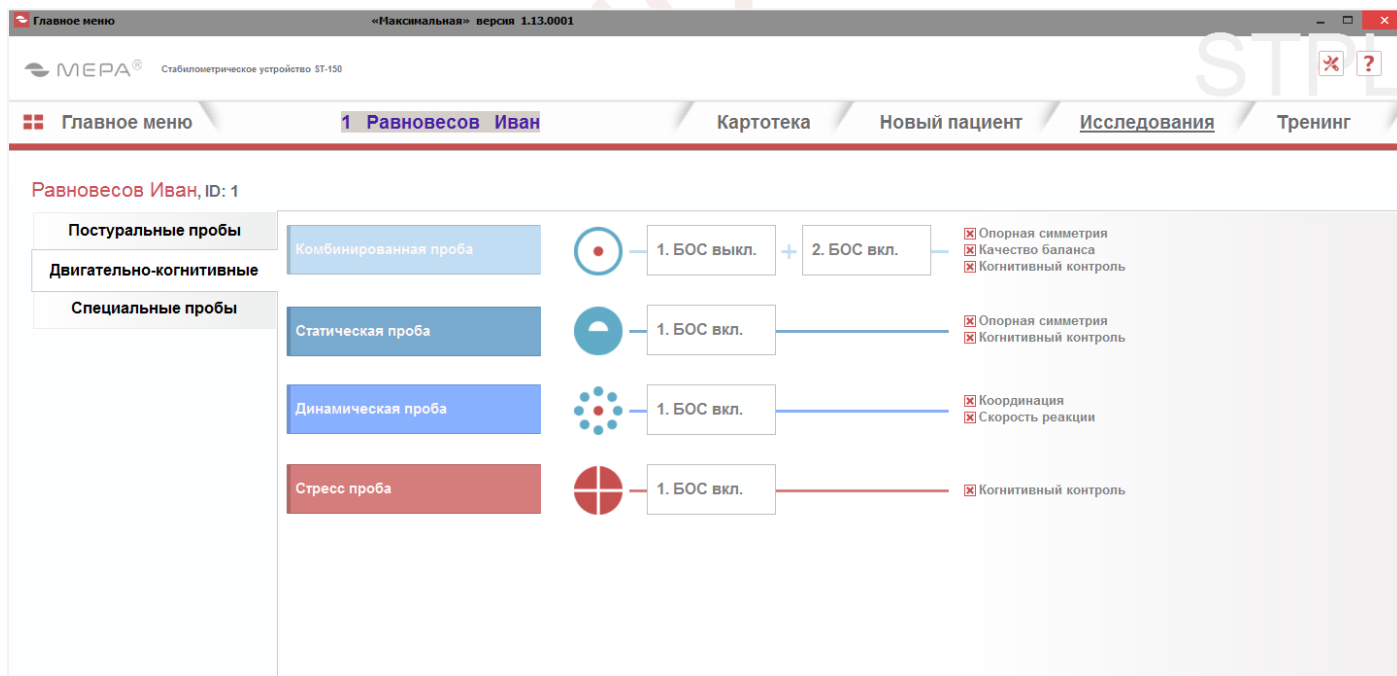 Главное меню «Максимальная» версия 1.13.0001
STPL
МЕРА® Стабилометрическое устройство ST-150
?
Главное меню 1 Равновесов Иван Картотека Новый пациент Исследования Тренинг
Равновесов Иван, ID: 1
Постуральные пробы
Двигательно-когнитивные
Специальные пробы
Комбинированная проба 1. БОС выкл. + 2. БОС вкл.
Опорная симметрия
Качество баланса
Когнитивный контроль
Статическая проба 1. БОС вкл.
Опорная симметрия
Когнитивный контроль
Динамическая проба 1. БОС вкл.
Координация
Скорость реакции
Стресс проба 1. БОС вкл.
Когнитивный контроль